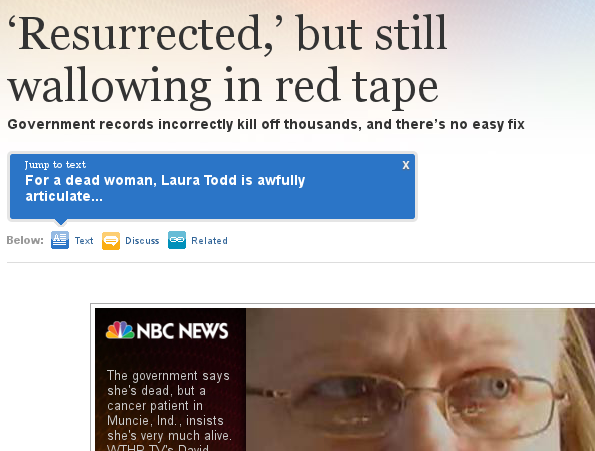 ‘Resurrected,’ but still
wallowing in red tape
Government records incorrectly kill off thousands, and there’s no easy fix
Jump to text
X
For a dead woman, Laura Todd is awfully
articulate...
Below: Text Discuss Related
NBC NEWS
The government says
she's dead, but a
cancer patient in
Muncie, Ind., insists
she's very much alive.
WTHR TV's David